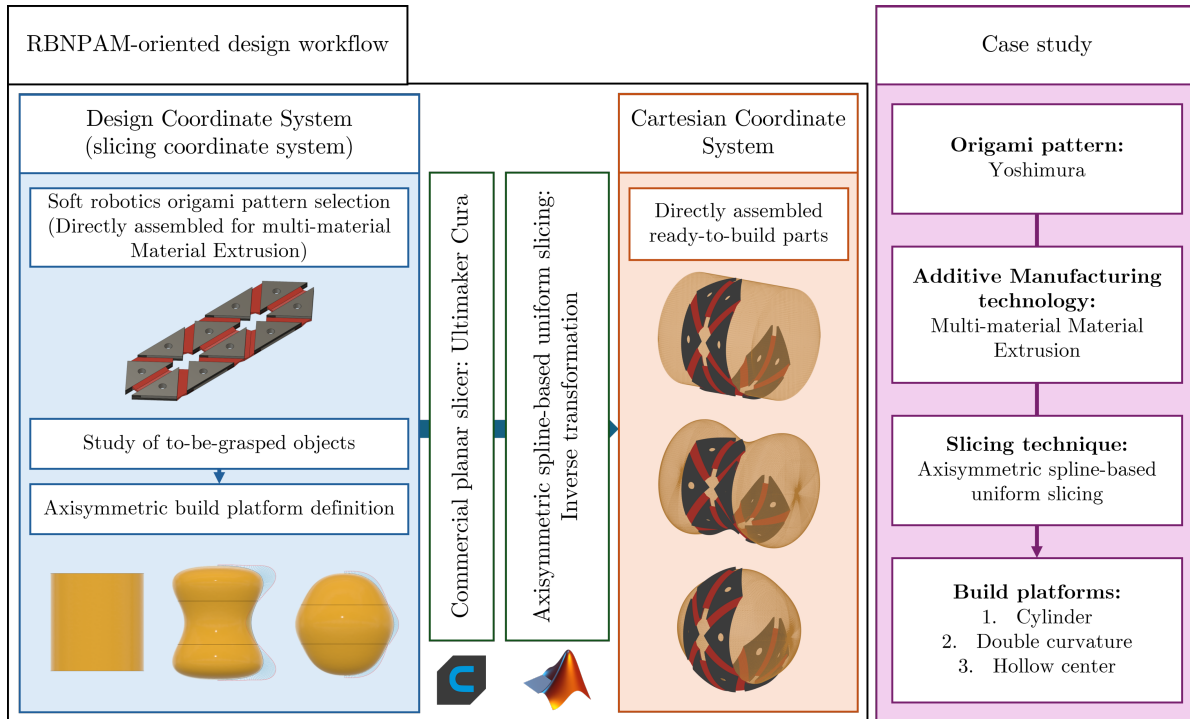 RBNPAM-oriented design workflow
Design Coordinate System
(slicing coordinate system)
Soft robotics origami pattern selection
(Directly assembled for multi-material
Material Extrusion)
Study of to-be-grasped objects
Axisymmetric build platform definition
Commercial planar slicer: Ultimaker Cura
Axisymmetric spline-based uniform slicing:
Inverse transformation
Cartesian Coordinate
System
Directly assembled
ready-to-build parts
Case study
Origami pattern:
Yoshimura
Additive Manufacturing
technology:
Multi-material Material
Extrusion
Slicing technique:
Axisymmetric spline-based
uniform slicing
Build platforms:
1. Cylinder
2. Double curvature
3. Hollow center